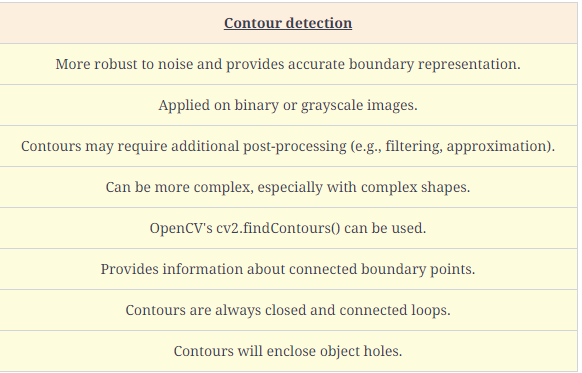 Contour detection
More robust to noise and provides accurate boundary representation.
Applied on binary or grayscale images.
Contours may require additional post-processing (e.g., filtering, approximation).
Can be more complex, especially with complex shapes.
OpenCV's cv2.findContours() can be used.
Provides information about connected boundary points.
Contours are always closed and connected loops.
Contours will enclose object holes.